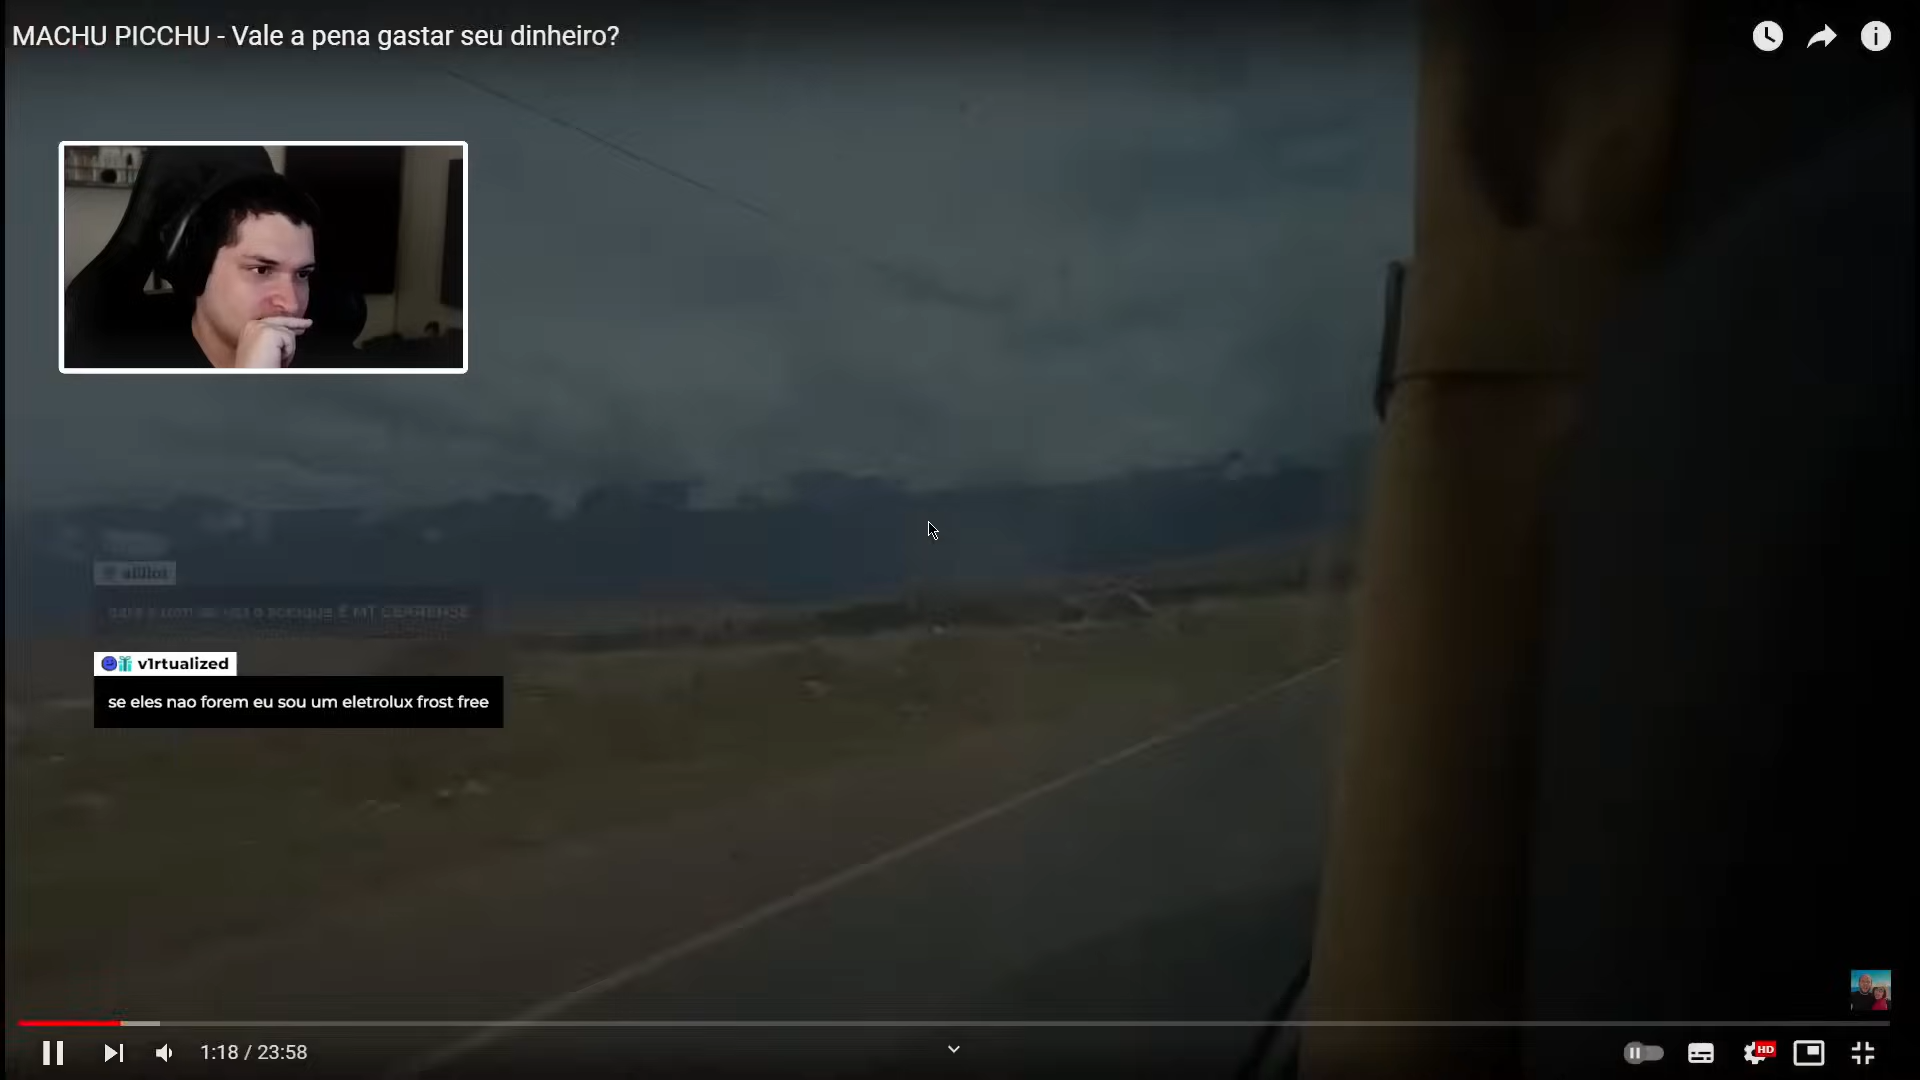 MACHU PICCHU - Vale a pena gastar seu dinheiro?
v1rtualized
se eles nao forem eu sou um eletrolux frost free
1:18 / 23:58
HD